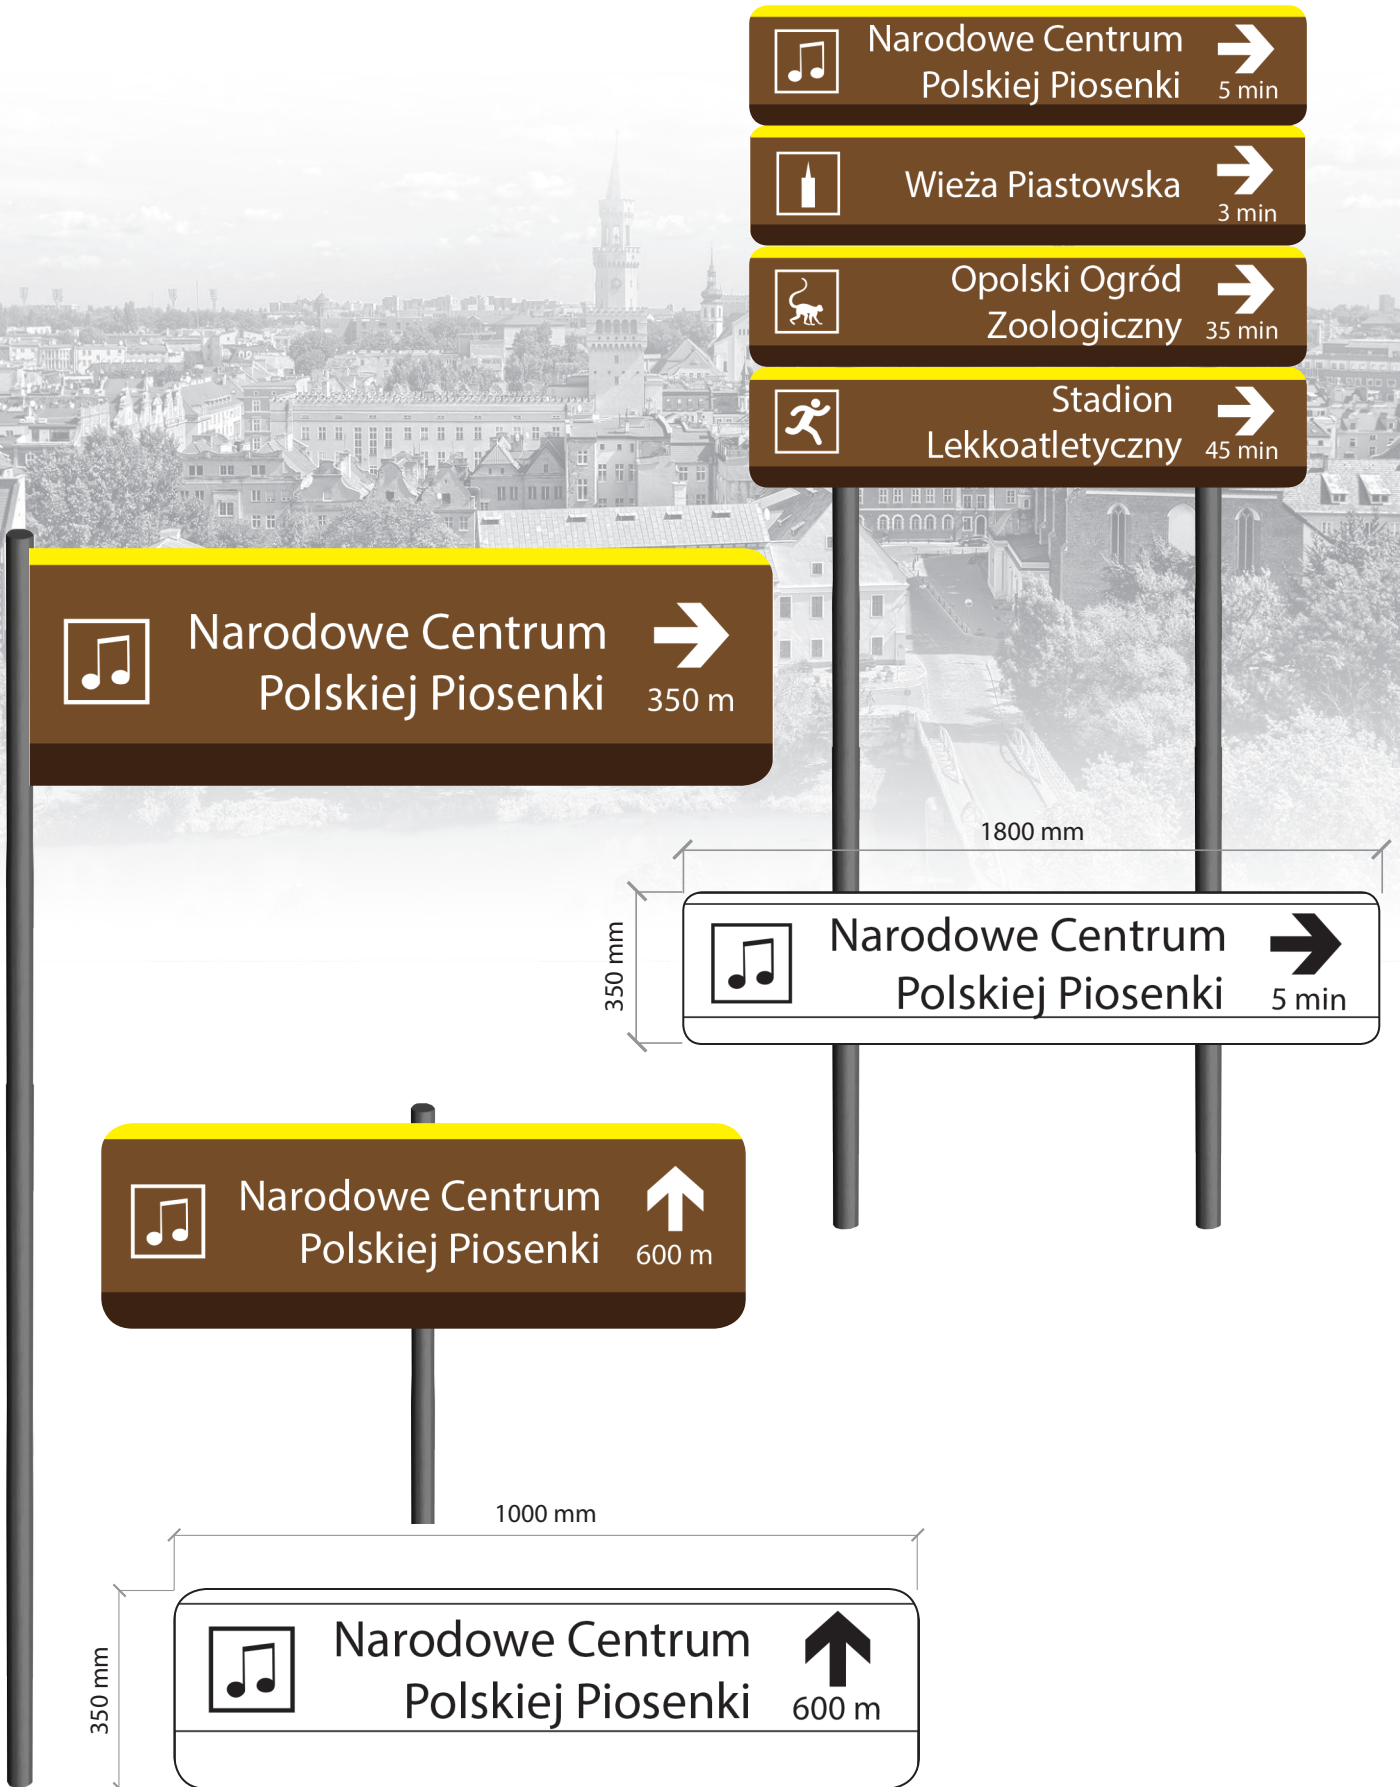 Narodowe Centrum
Polskiej Piosenki
5 min
Wieża Piastowska
3 min
Opolski Ogród
Zoologiczny
35 min
Stadion
Lekkoatletyczny
45 min
Narodowe Centrum
Polskiej Piosenki
350 m
1800 mm
350 mm
Narodowe Centrum
Polskiej Piosenki
5 min
Narodowe Centrum
Polskiej Piosenki
600 m
1000 mm
350 mm
Narodowe Centrum
Polskiej Piosenki
600 m